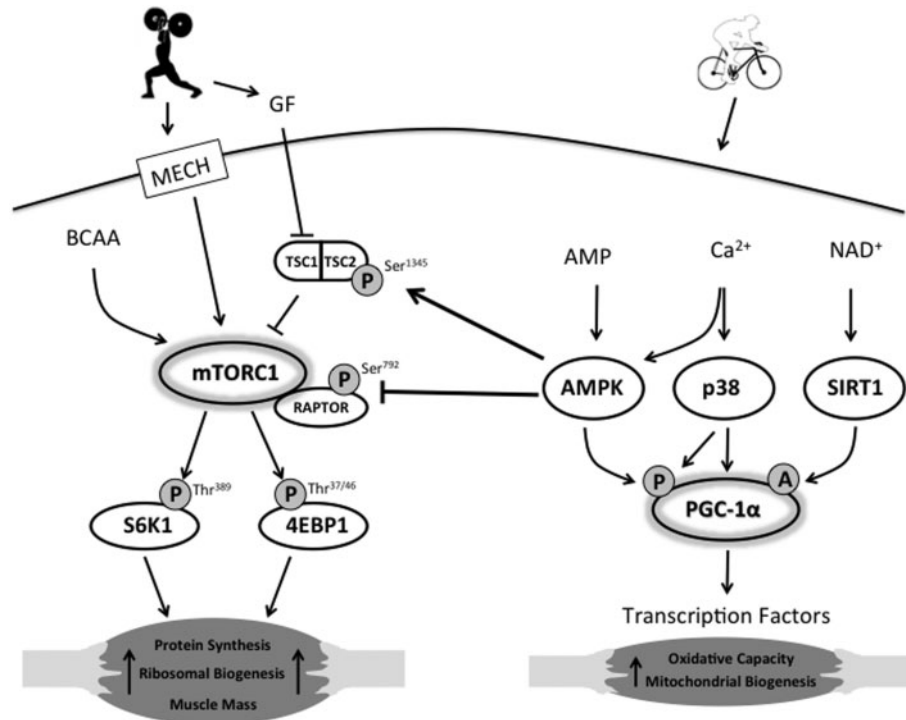 GF
MECH
BCAA
TSC1 TSC2
P Ser1345
AMP
Ca2+
NAD+
mTORC1
P Ser792
RAPTOR
AMPK
p38
SIRT1
P Thr389
S6K1
P Thr37/46
4EBP1
P
A
PGC-1α
Transcription Factors
Protein Synthesis
Ribosomal Biogenesis
Muscle Mass
Oxidative Capacity
Mitochondrial Biogenesis